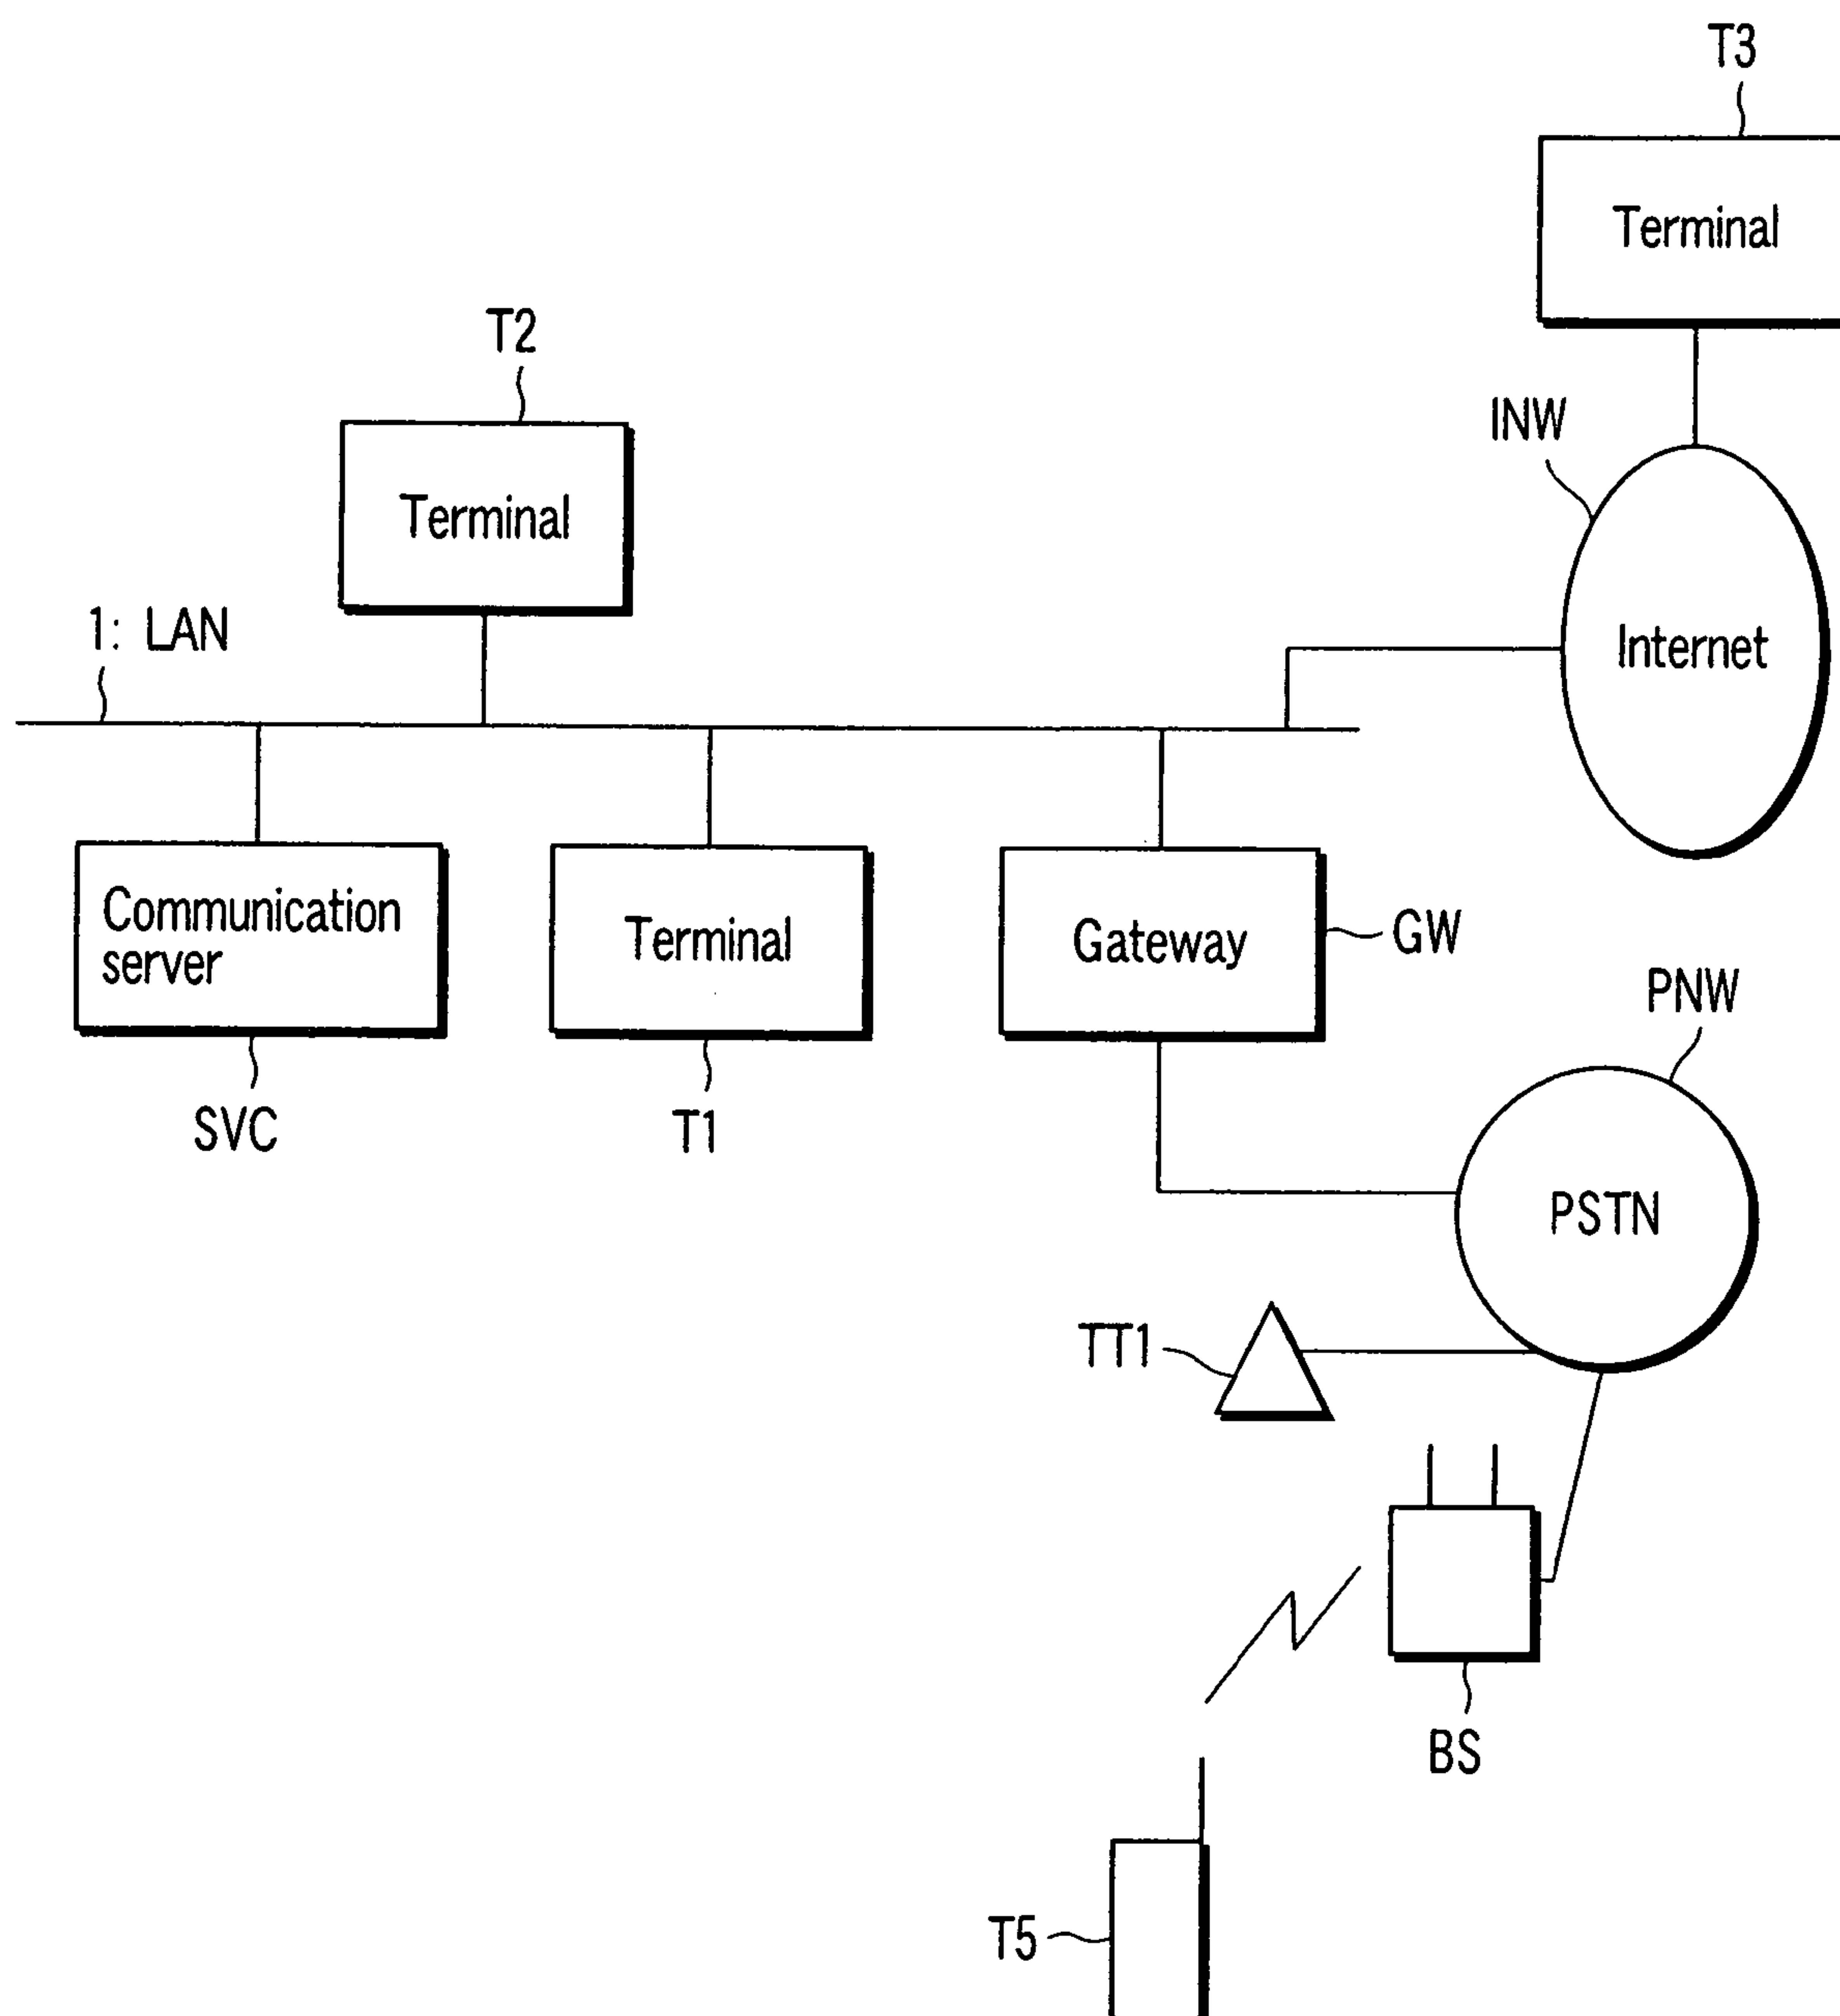 T3
Terminal
T2
INW
Terminal
1: LAN
Internet
Communication
server
Terminal
Gateway
GW
PNW
SVC
T1
PSTN
TT1
BS
T5